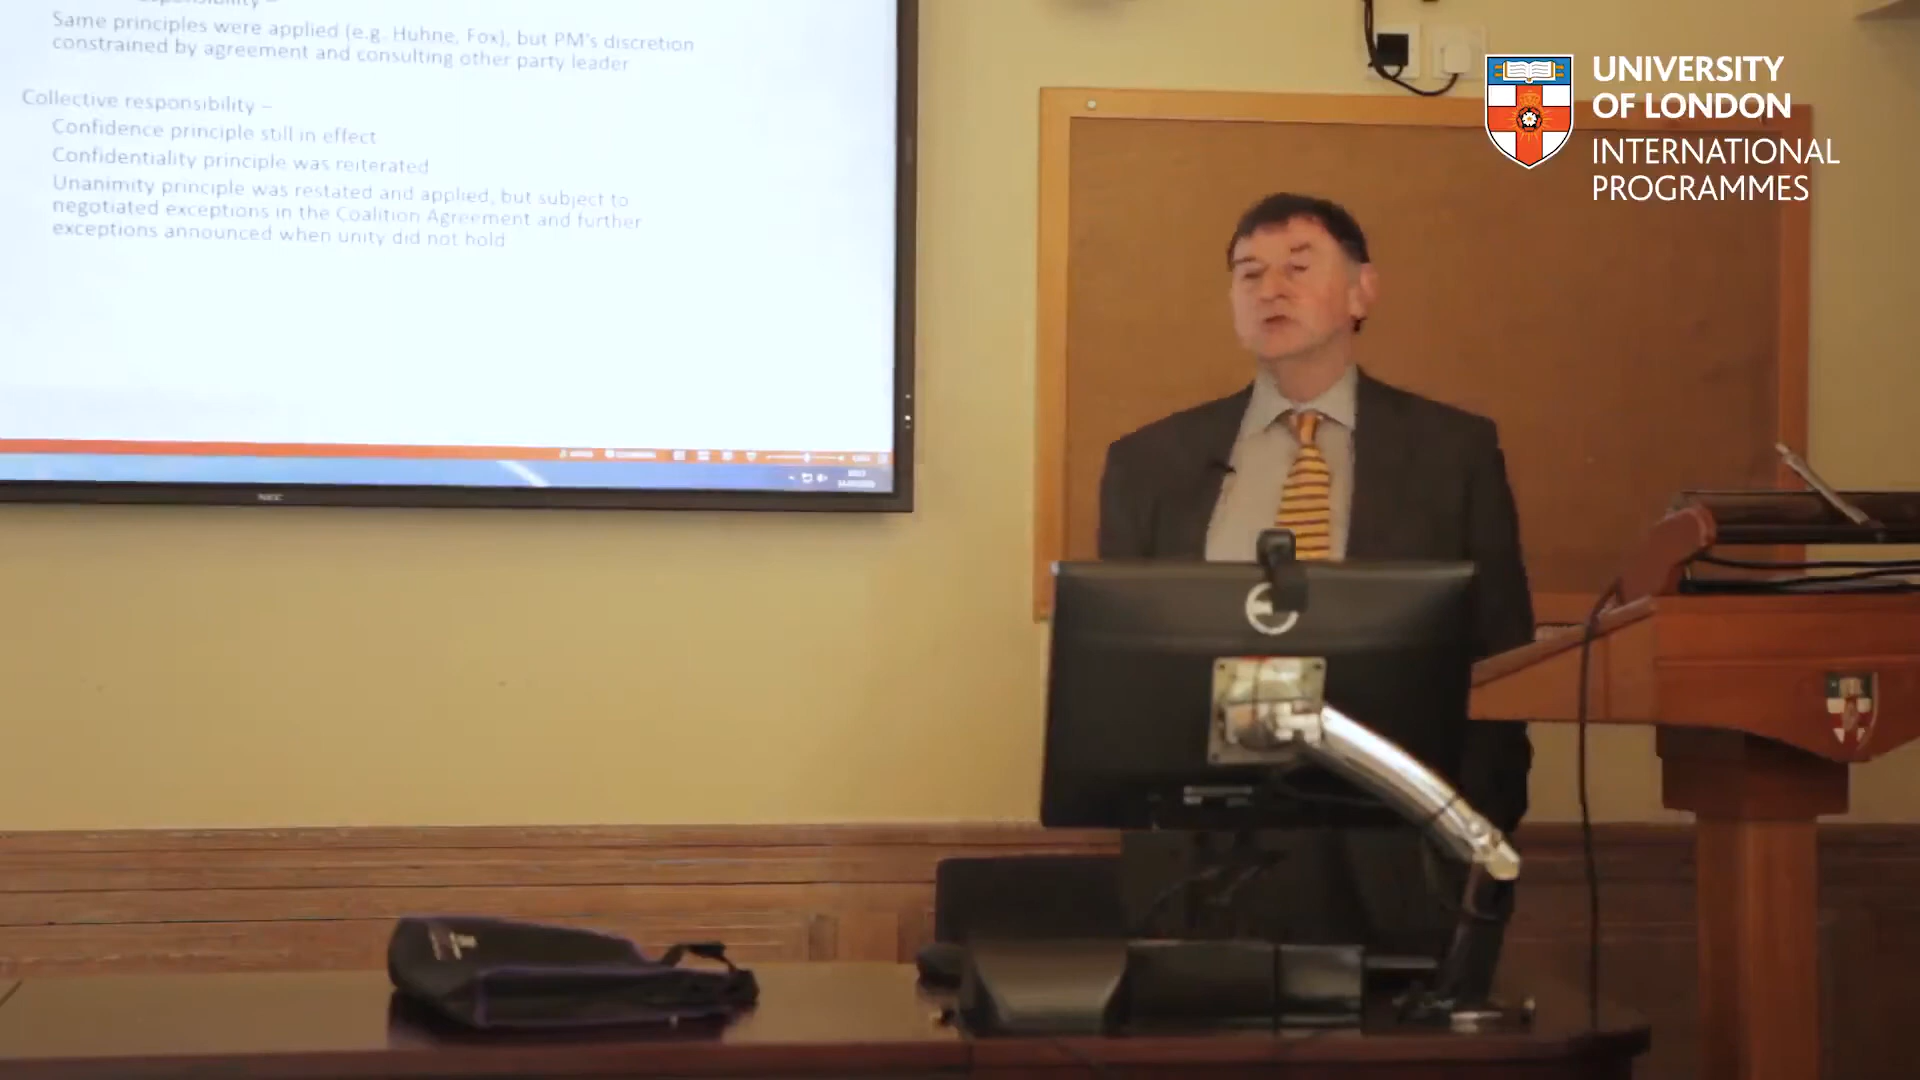 Same principles were applied (e.g. Huhne, Fox), but PM's discretion
constrained by agreement and consulting other party leader
Collective responsibility –
Confidence principle still in effect
Confidentiality principle was reiterated
Unanimity principle was restated and applied, but subject to
negotiated exceptions in the Coalition Agreement and further
exceptions announced when unity did not hold
NEC
UNIVERSITY
OF LONDON
INTERNATIONAL
PROGRAMMES